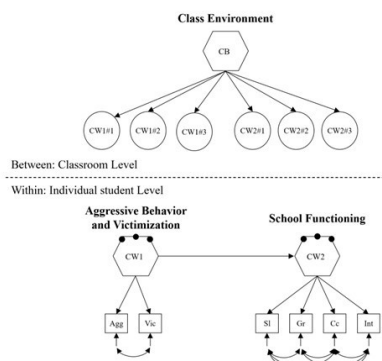 Class Environment
CB
CW1#1 CW1#2 CW1#3 CW2#1 CW2#2 CW2#3
Between: Classroom Level
Within: Individual student Level
Aggressive Behavior
and Victimization
School Functioning
CW1 CW2
Agg Vic Sl Gr Cc Int